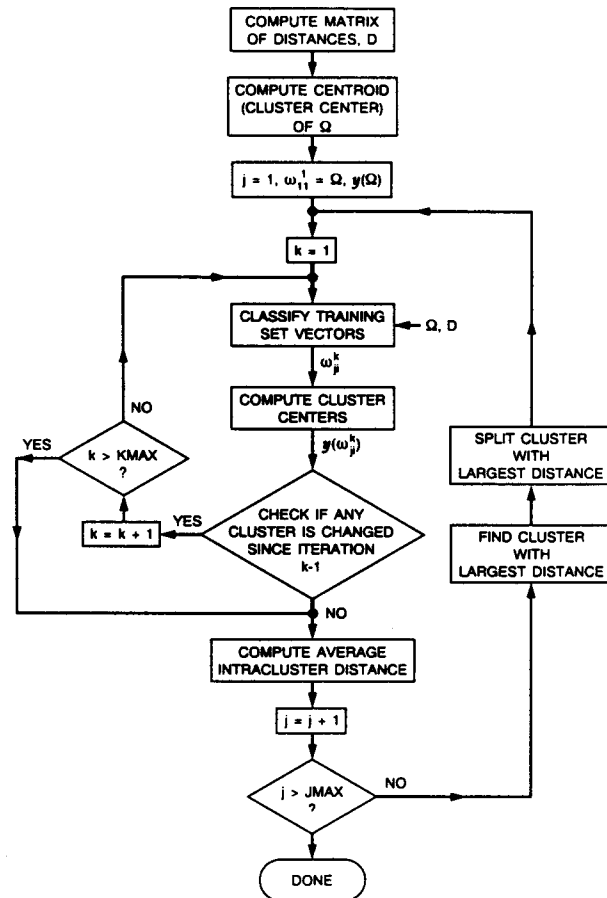 COMPUTE MATRIX
OF DISTANCES, D
COMPUTE CENTROID
(CLUSTER CENTER)
OF Ω
j = 1, ω₁₁¹ = Ω, y(Ω)
k = 1
CLASSIFY TRAINING
SET VECTORS
Ω, D
ωⱼᵢᵏ
COMPUTE CLUSTER
CENTERS
y(ωⱼᵢᵏ)
NO
YES
k > KMAX
?
k = k + 1
YES
CHECK IF ANY
CLUSTER IS CHANGED
SINCE ITERATION
k-1
NO
COMPUTE AVERAGE
INTRACLUSTER DISTANCE
j = j + 1
j > JMAX
?
NO
SPLIT CLUSTER
WITH
LARGEST DISTANCE
FIND CLUSTER
WITH
LARGEST DISTANCE
DONE